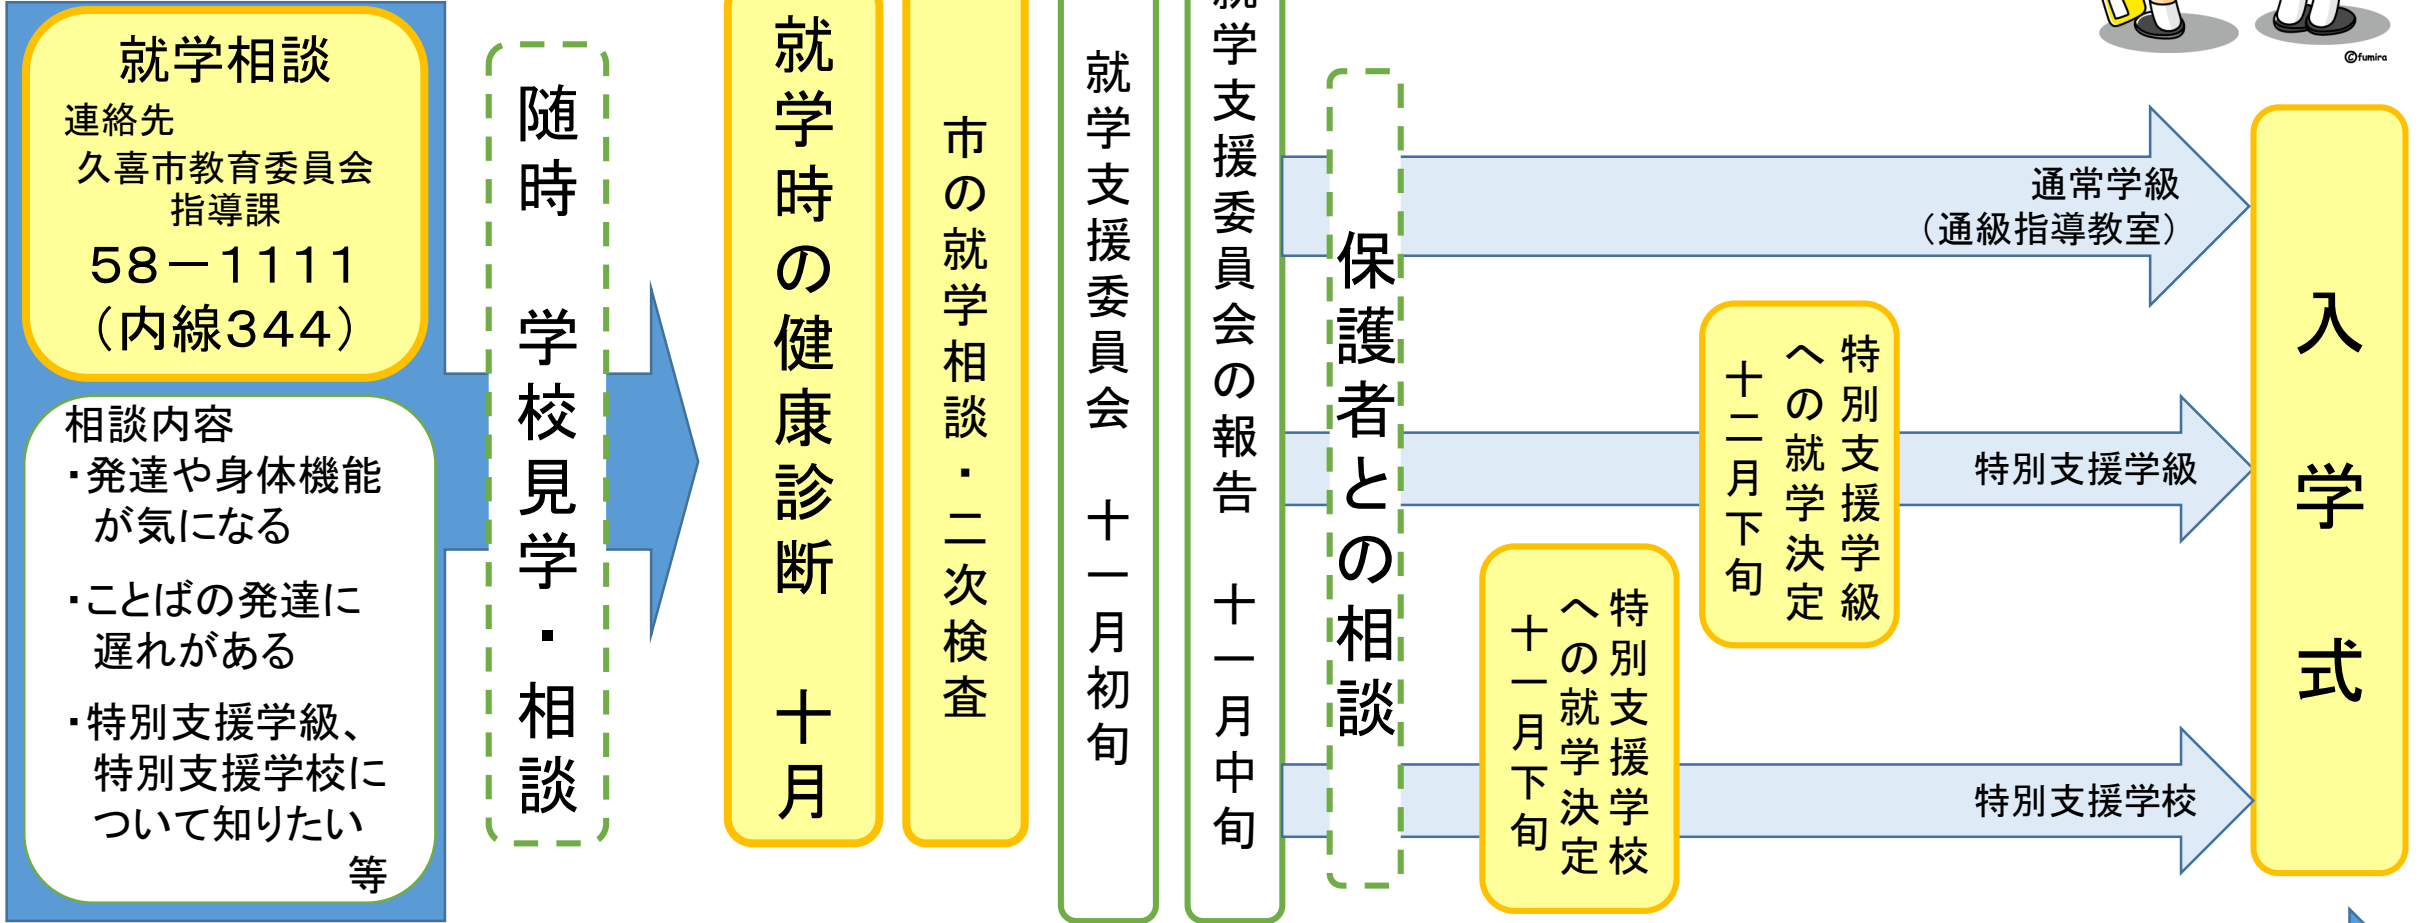 就学相談
連絡先
久喜市教育委員会
指導課
58－1111
（内線344）
相談内容
・発達や身体機能
が気になる
・ことばの発達に
遅れがある
・特別支援学級、
特別支援学校に
ついて知りたい
等
随時　学校見学・相談
就学時の健康診断　十月
市の就学相談・二次検査
就学支援委員会　十一月初旬
就学支援委員会の報告　十一月中旬
保護者との相談
通常学級
（通級指導教室）
特別支援学級
への就学決定
十二月下旬
特別支援学級
特別支援学校
への就学決定
十一月下旬
特別支援学校
入学式
©fumira